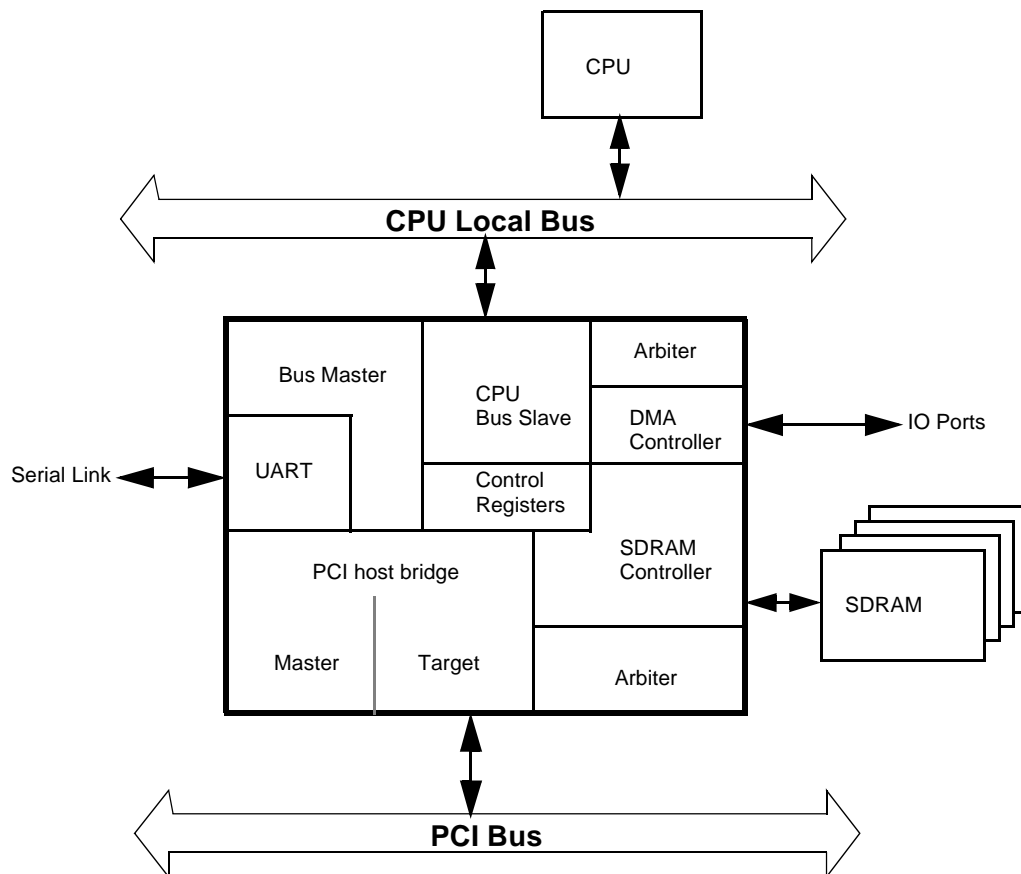 CPU
CPU Local Bus
Bus Master
CPU
Bus Slave
Arbiter
DMA
Controller
IO Ports
Serial Link
UART
Control
Registers
PCI host bridge
SDRAM
Controller
SDRAM
Master
Target
Arbiter
PCI Bus